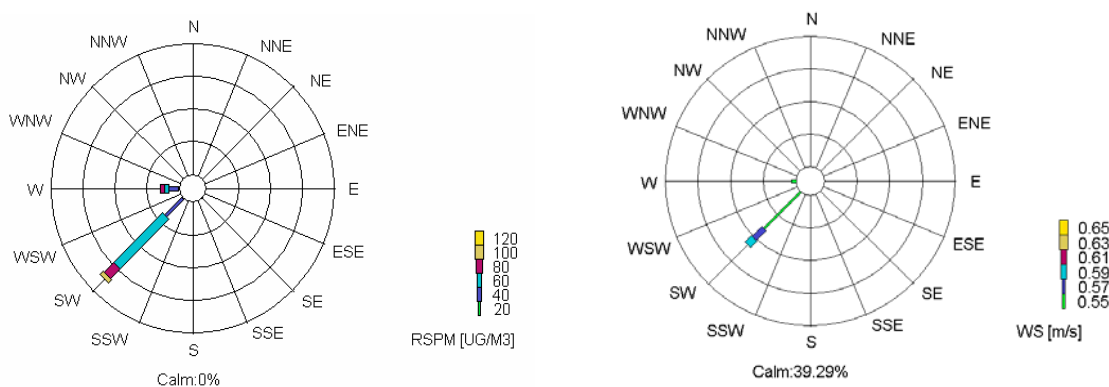 N
NNE
NE
ENE
E
ESE
SE
SSE
S
SSW
SW
WSW
W
WNW
NW
NNW
120
100
80
60
40
20
RSPM [UG/M3]
Calm:0%
N
NNE
NE
ENE
E
ESE
SE
SSE
S
SSW
SW
WSW
W
WNW
NW
NNW
0.65
0.63
0.61
0.59
0.57
0.55
WS [m/s]
Calm:39.29%